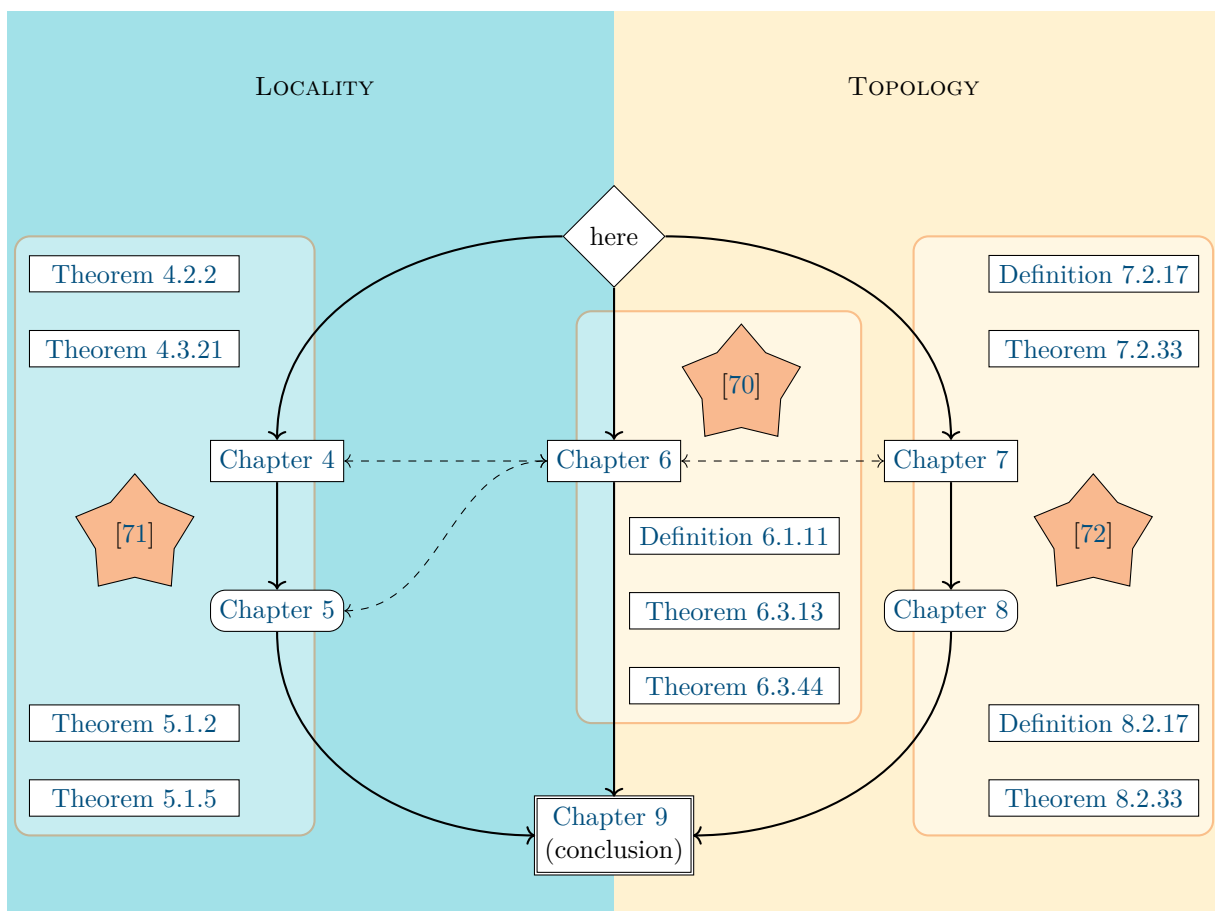 LOCALITY
TOPOLOGY
here
Theorem 4.2.2
Definition 7.2.17
Theorem 4.3.21
Theorem 7.2.33
[70]
Chapter 4
Chapter 6
Chapter 7
[71]
Definition 6.1.11
[72]
Chapter 5
Theorem 6.3.13
Chapter 8
Theorem 6.3.44
Theorem 5.1.2
Definition 8.2.17
Theorem 5.1.5
Theorem 8.2.33
Chapter 9
(conclusion)